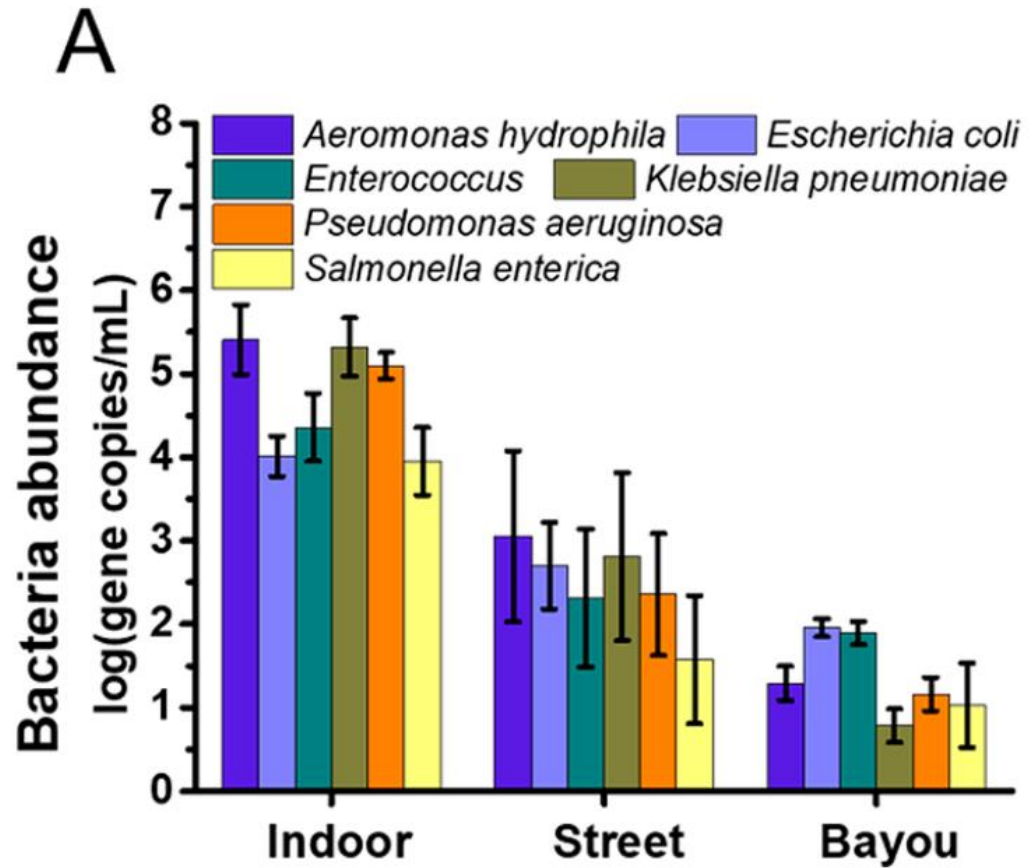 A
Bacteria abundance
log(gene copies/mL)
8
7
6
5
4
3
2
1
0
Aeromonas hydrophila Escherichia coli
Enterococcus Klebsiella pneumoniae
Pseudomonas aeruginosa
Salmonella enterica
Indoor Street Bayou